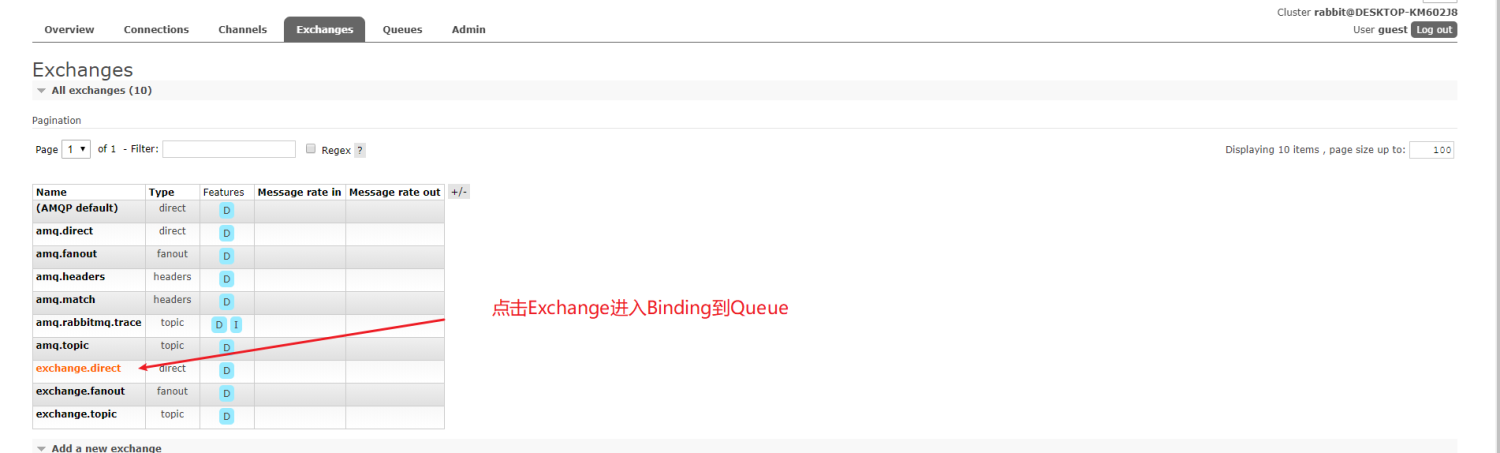 Cluster rabbit@DESKTOP-KM602J8
Overview Connections Channels Exchanges Queues Admin
User guest Log out
Exchanges
All exchanges (10)
Pagination
Page 1 of 1 - Filter: Regex ?
Displaying 10 items , page size up to: 100
Name Type Features Message rate in Message rate out +/-
(AMQP default) direct D
amq.direct direct D
amq.fanout fanout D
amq.headers headers D
amq.match headers D
点击Exchange进入Binding到Queue
amq.rabbitmq.trace topic D I
amq.topic topic D
exchange.direct direct D
exchange.fanout fanout D
exchange.topic topic D
Add a new exchange